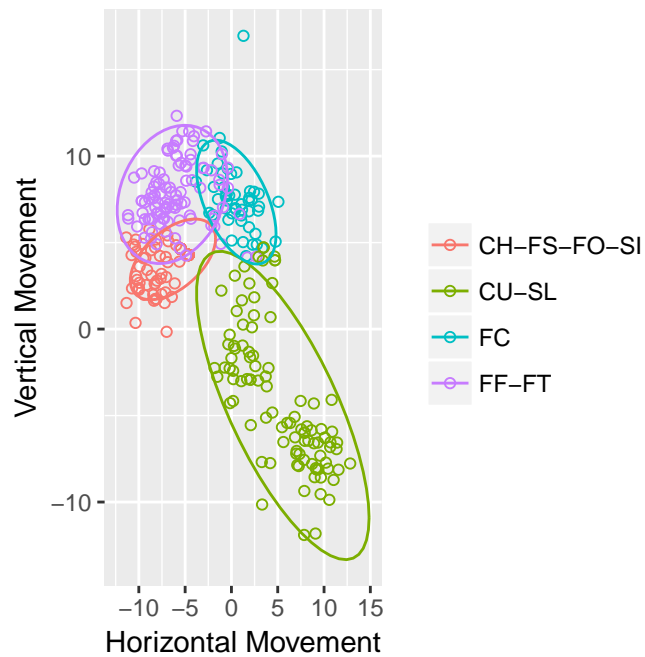 10
0
−10
−10
−5
0
5
10
15
Vertical Movement
Horizontal Movement
CH−FS−FO−SI
CU−SL
FC
FF−FT